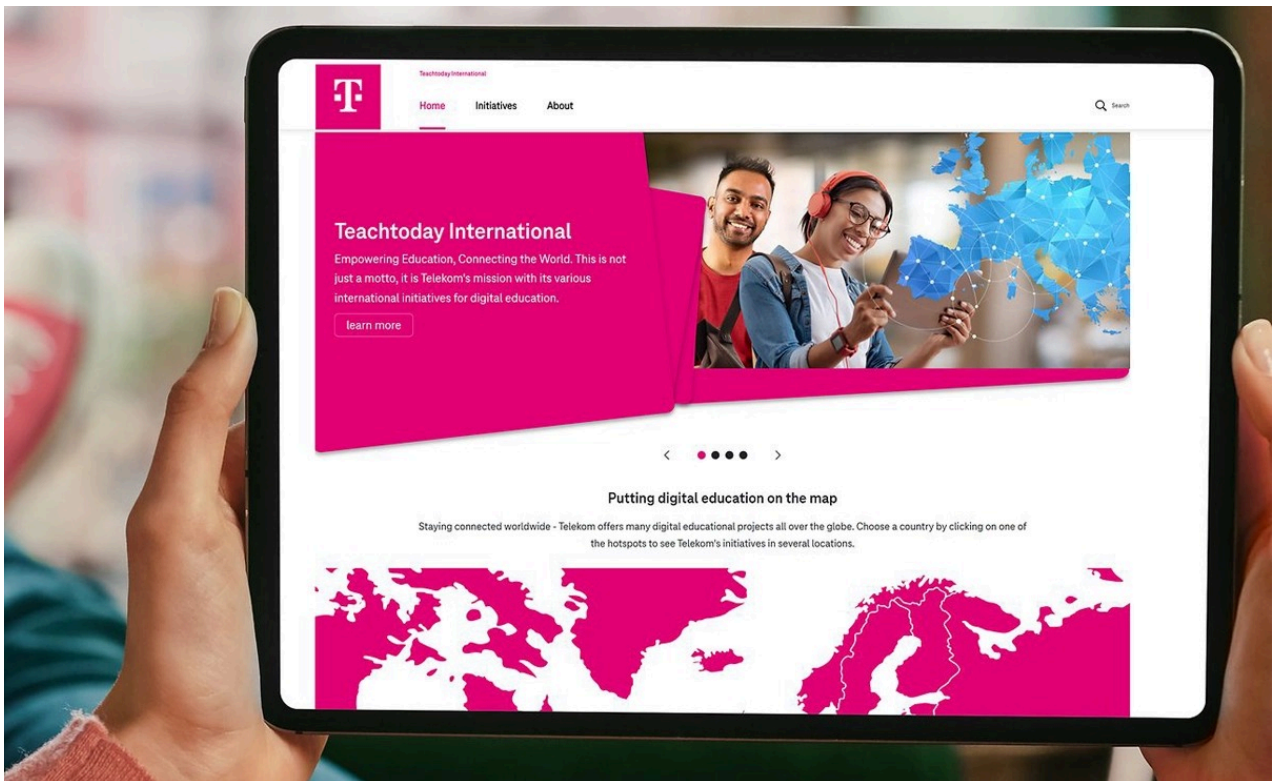 T
Teachtoday International
Home Initiatives About
Search
Teachtoday International
Empowering Education, Connecting the World. This is not
just a motto, it is Telekom's mission with its various
international initiatives for digital education.
learn more
Putting digital education on the map
Staying connected worldwide - Telekom offers many digital educational projects all over the globe. Choose a country by clicking on one of
the hotspots to see Telekom's initiatives in several locations.